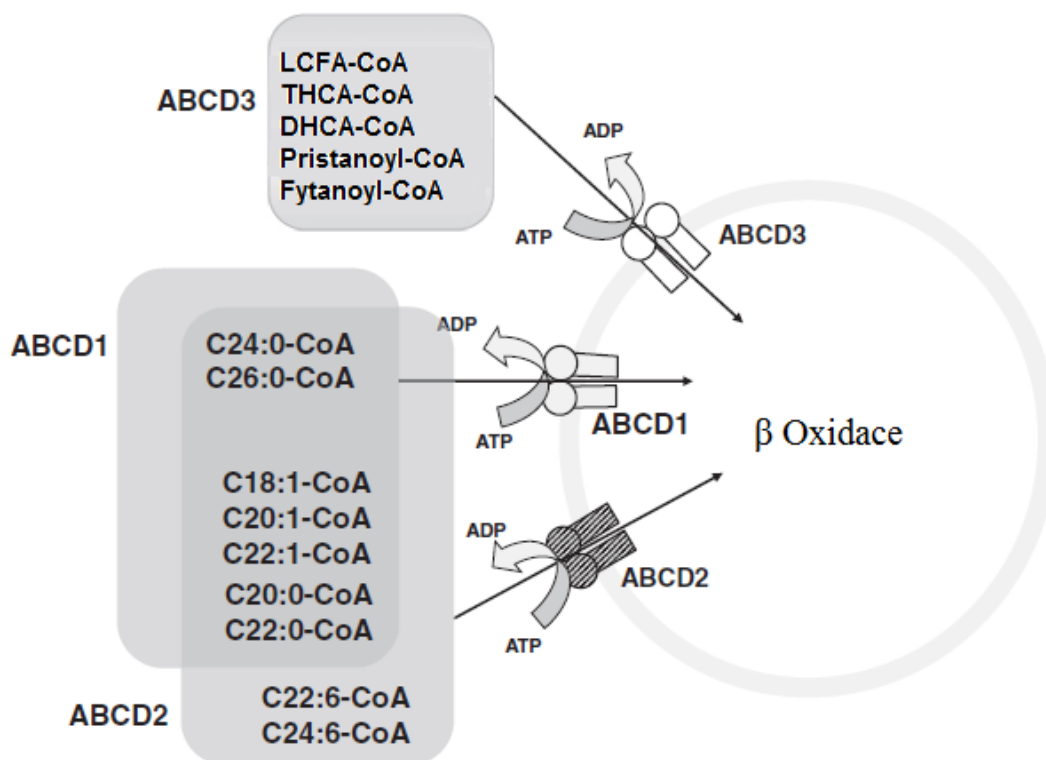 ABCD3
LCFA-CoA
THCA-CoA
DHCA-CoA
Pristanoyl-CoA
Fytanoyl-CoA
ADP
ATP
ABCD3
ABCD1
C24:0-CoA
C26:0-CoA
ADP
ATP
ABCD1
β Oxidace
C18:1-CoA
C20:1-CoA
C22:1-CoA
C20:0-CoA
C22:0-CoA
ADP
ATP
ABCD2
ABCD2
C22:6-CoA
C24:6-CoA